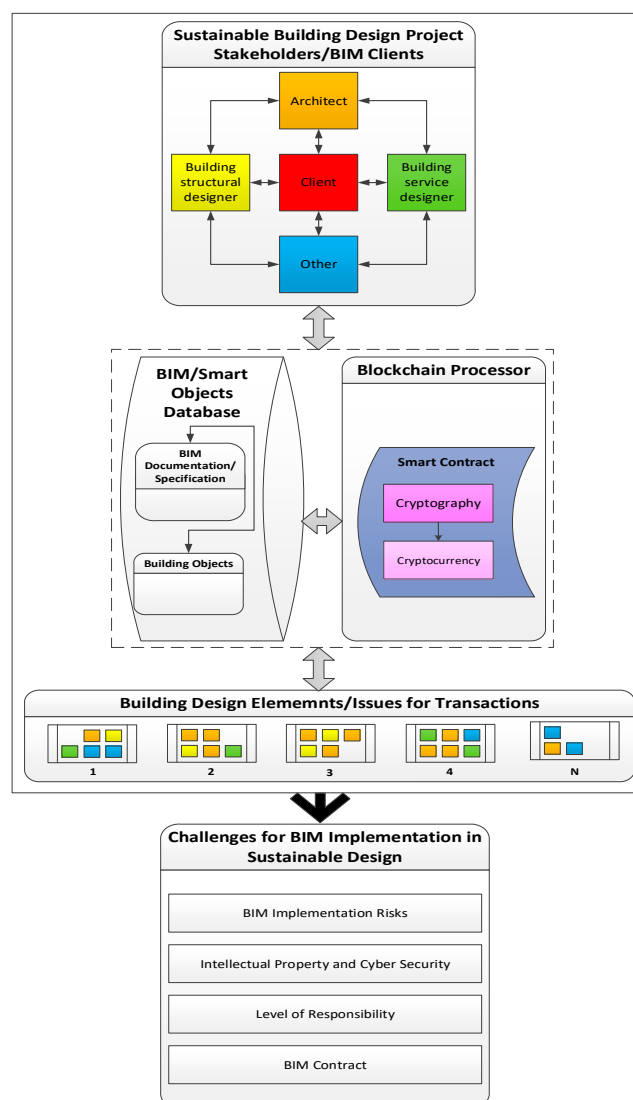 Sustainable Building Design Project
Stakeholders/BIM Clients
Architect
Building
structural
designer
Client
Building
service
designer
Other
BIM/Smart
Objects
Database
BIM
Documentation/
Specification
Building Objects
Blockchain Processor
Smart Contract
Cryptography
Cryptocurrency
Building Design Elememnts/Issues for Transactions
1
2
3
4
N
Challenges for BIM Implementation in
Sustainable Design
BIM Implementation Risks
Intellectual Property and Cyber Security
Level of Responsibility
BIM Contract